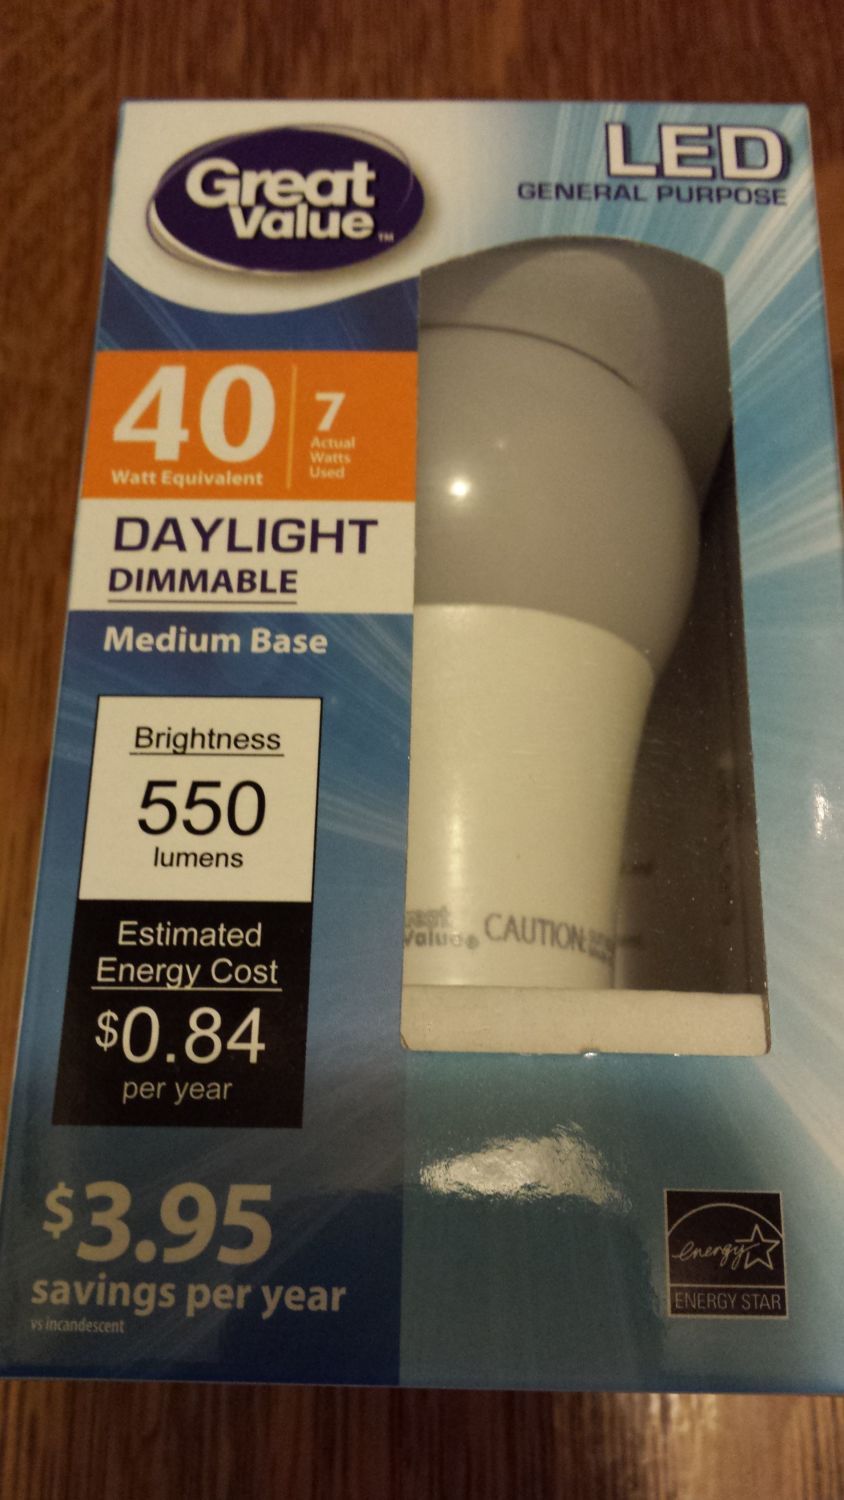 Great
Value™
LED
GENERAL PURPOSE
40
Watt Equivalent
7
Actual
Watts
Used
DAYLIGHT
DIMMABLE
Medium Base
Brightness
550
lumens
Estimated
Energy Cost
$0.84
per year
$3.95
savings per year
vs incandescent
Value®
CAUTION:
energy
ENERGY STAR